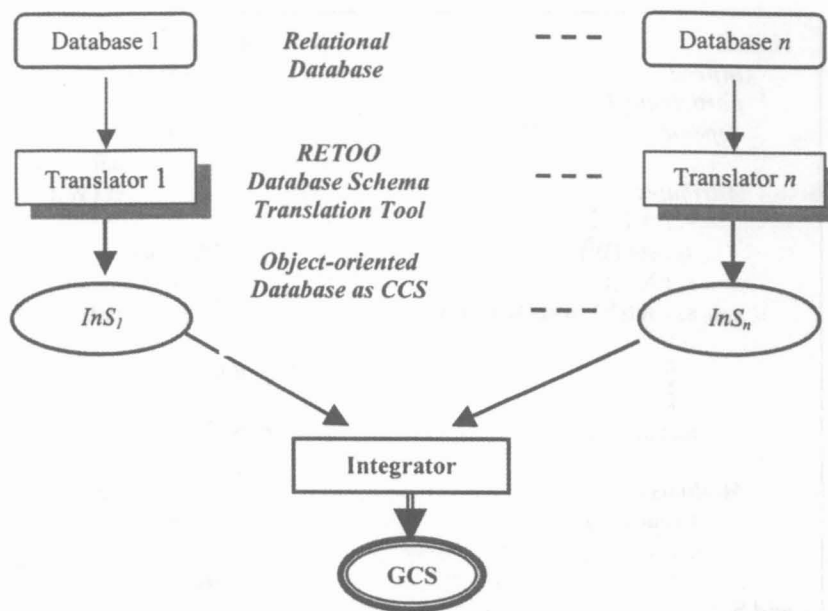 Database 1
Relational
Database
Database n
Translator 1
RETOO
Database Schema
Translation Tool
Translator n
Object-oriented
Database as CCS
InS1
InSn
Integrator
GCS